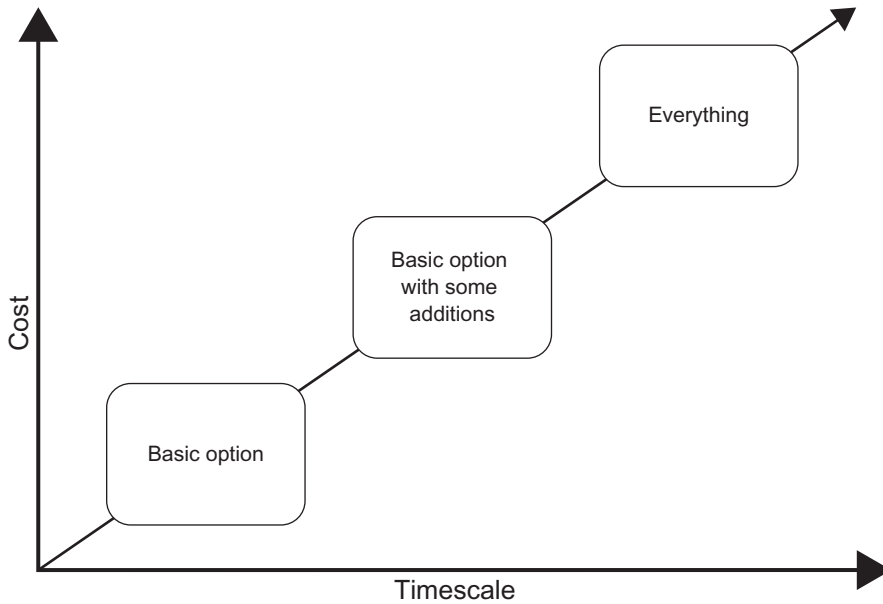 Everything
Basic option
with some
additions
Basic option
Cost
Timescale